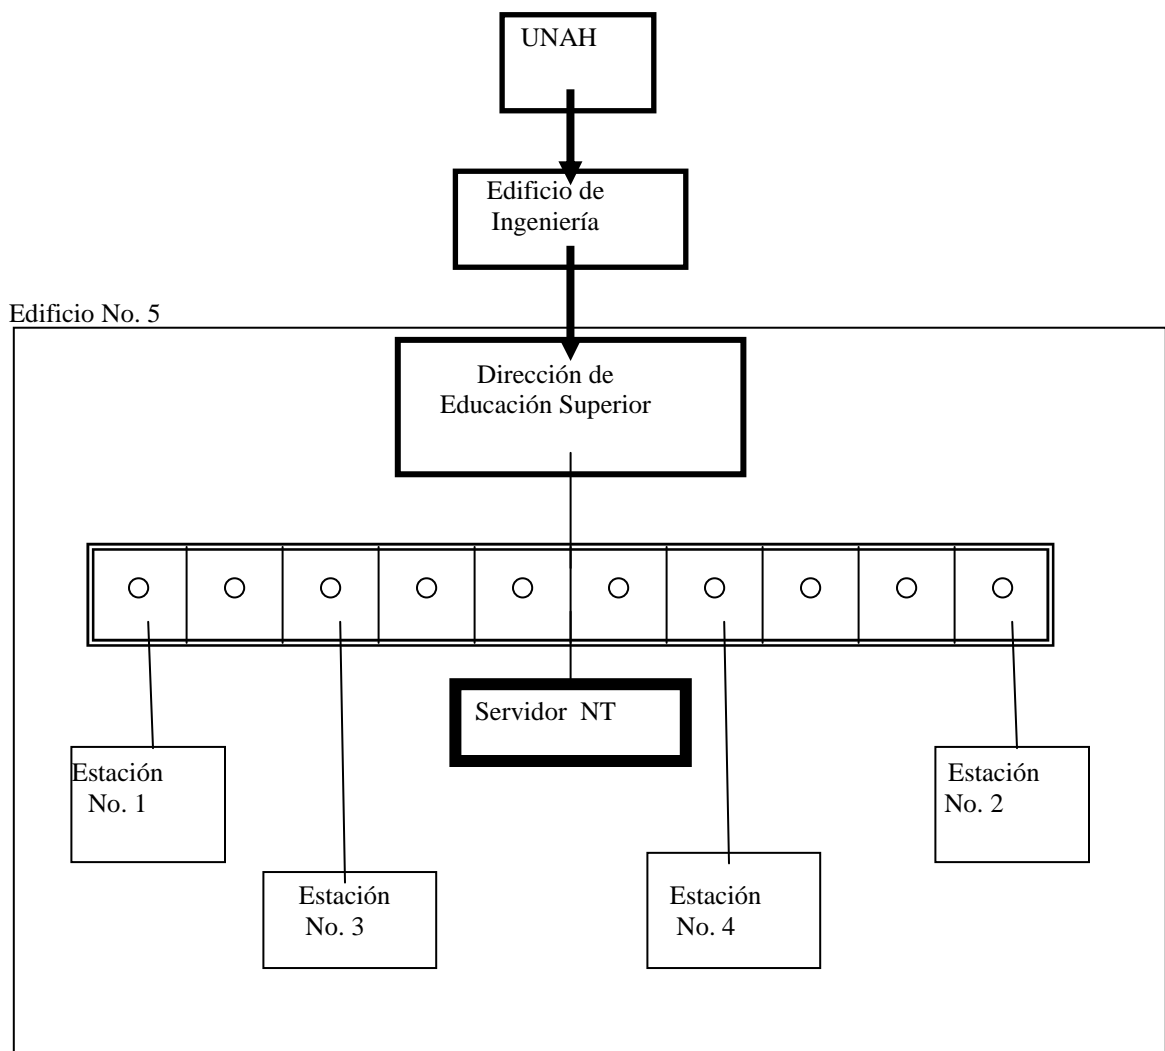 UNAH
Edificio de
Ingeniería
Edificio No. 5
Dirección de
Educación Superior
Servidor NT
Estación
No. 1
Estación
No. 2
Estación
No. 3
Estación
No. 4